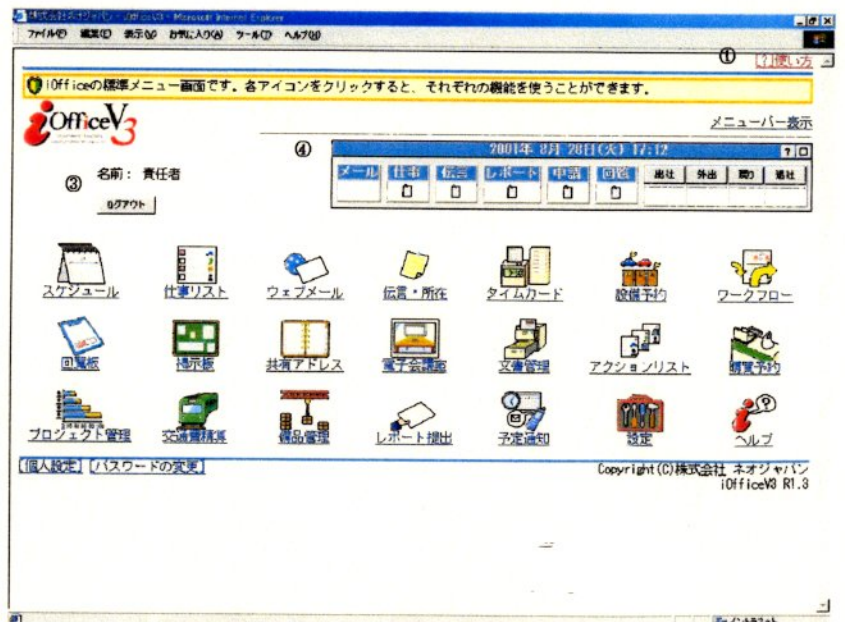 株式会社ネオジャパン - iOfficeV3 - Microsoft Internet Explorer
ファイル(F) 編集(E) 表示(V) お気に入り(A) ツール(T) ヘルプ(H)
① [?]使い方
iOfficeの標準メニュー画面です。各アイコンをクリックすると、それぞれの機能を使うことができます。
iOfficeV3
メニューバー表示
④ 2001年 8月 28日(火) 17:12
メール 仕事 伝言 レポート 申請 回覧 出社 外出 戻り 退社
③ 名前: 責任者
ログアウト
スケジュール 仕事リスト ウェブメール 伝言・所在 タイムカード 設備予約 ワークフロー
回覧板 掲示板 共有アドレス 電子会議室 文書管理 アクションリスト 購買予約
プロジェクト管理 交通費精算 備品管理 レポート提出 予定通知 設定 ヘルプ
[個人設定] [パスワードの変更]
Copyright(C)株式会社 ネオジャパン
iOfficeV3 R1.3